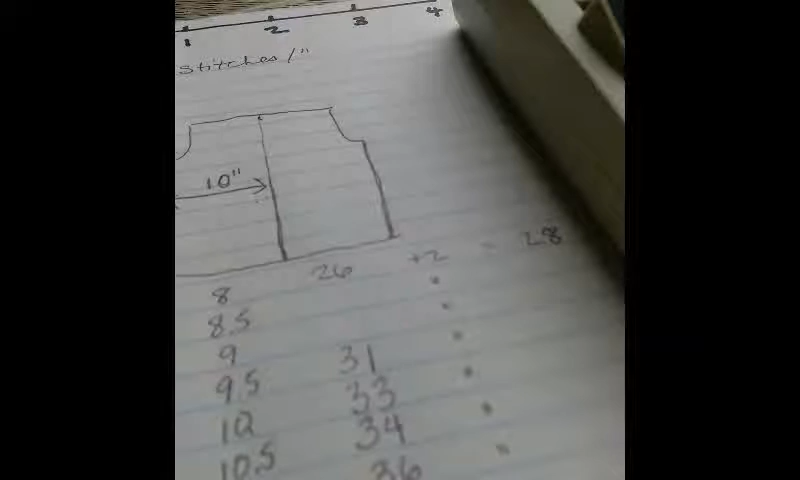 1 2 3 4
stitches/"
10"
8 26 +2 - 28
8.5 "
9 31 "
9.5 33 "
10 34 "
10.5 36 "